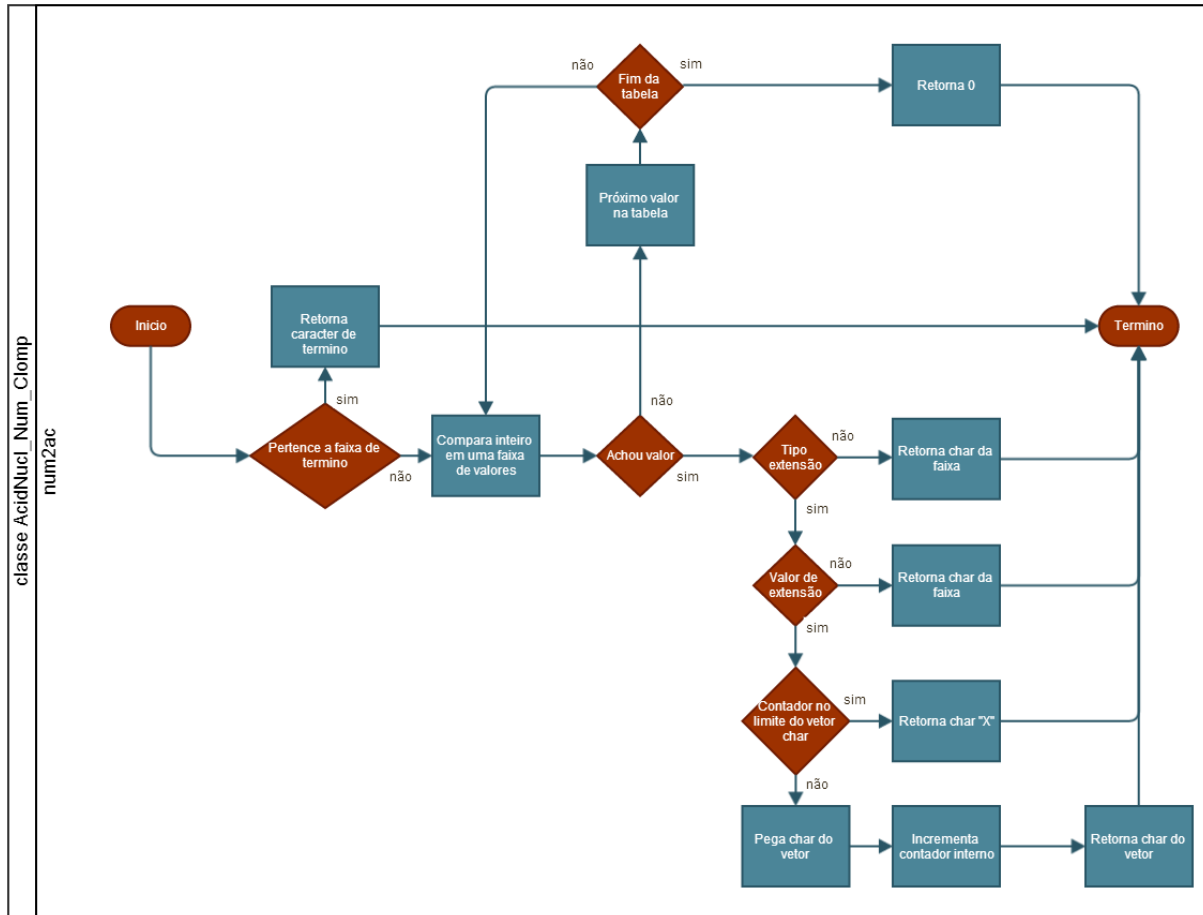 classe AcidNucl_Num_Clomp
num2ac
não
Fim da
tabela
sim
Retorna 0
Próximo valor
na tabela
Inicio
Retorna
caracter de
termino
Termino
sim
não
Pertence a faixa de
termino
não
Compara inteiro
em uma faixa
de valores
Achou valor
sim
Tipo
extensão
não
Retorna char da
faixa
sim
Valor de
extensão
não
Retorna char da
faixa
sim
Contador no
limite do vetor
char
sim
Retorna char "X"
não
Pega char do
vetor
Incrementa
contador interno
Retorna char do
vetor